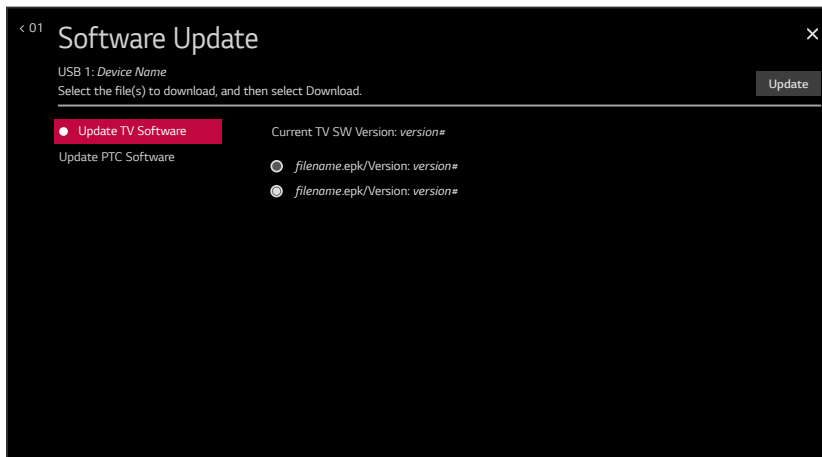 < 01
Software Update
×
USB 1: Device Name
Select the file(s) to download, and then select Download.
Update
Update TV Software
Current TV SW Version: version#
Update PTC Software
filename.epk/Version: version#
filename.epk/Version: version#